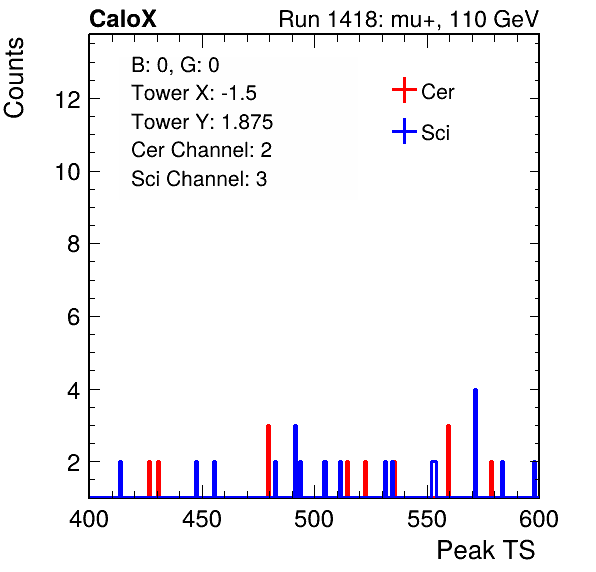 CaloX Run 1418: mu+, 110 GeV
Counts
B: 0, G: 0
Tower X: -1.5
Tower Y: 1.875
Cer Channel: 2
Sci Channel: 3
Cer
Sci
12
10
8
6
4
2
400 450 500 550 600
Peak TS